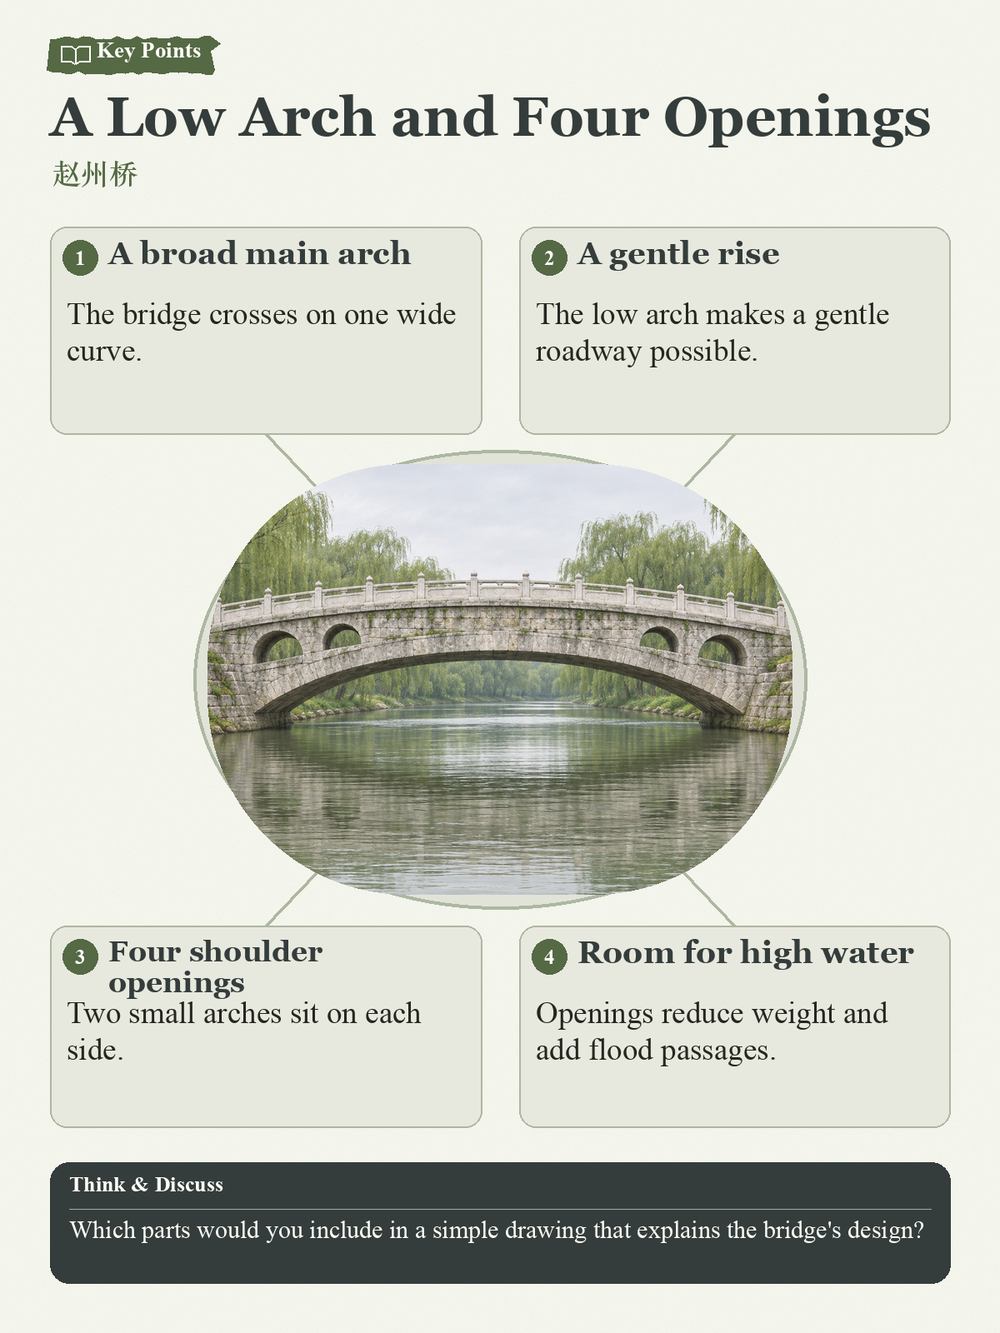 Key Points
A Low Arch and Four Openings
赵州桥
1 A broad main arch
The bridge crosses on one wide
curve.
2 A gentle rise
The low arch makes a gentle
roadway possible.
3 Four shoulder
openings
Two small arches sit on each
side.
4 Room for high water
Openings reduce weight and
add flood passages.
Think & Discuss
Which parts would you include in a simple drawing that explains the bridge's design?